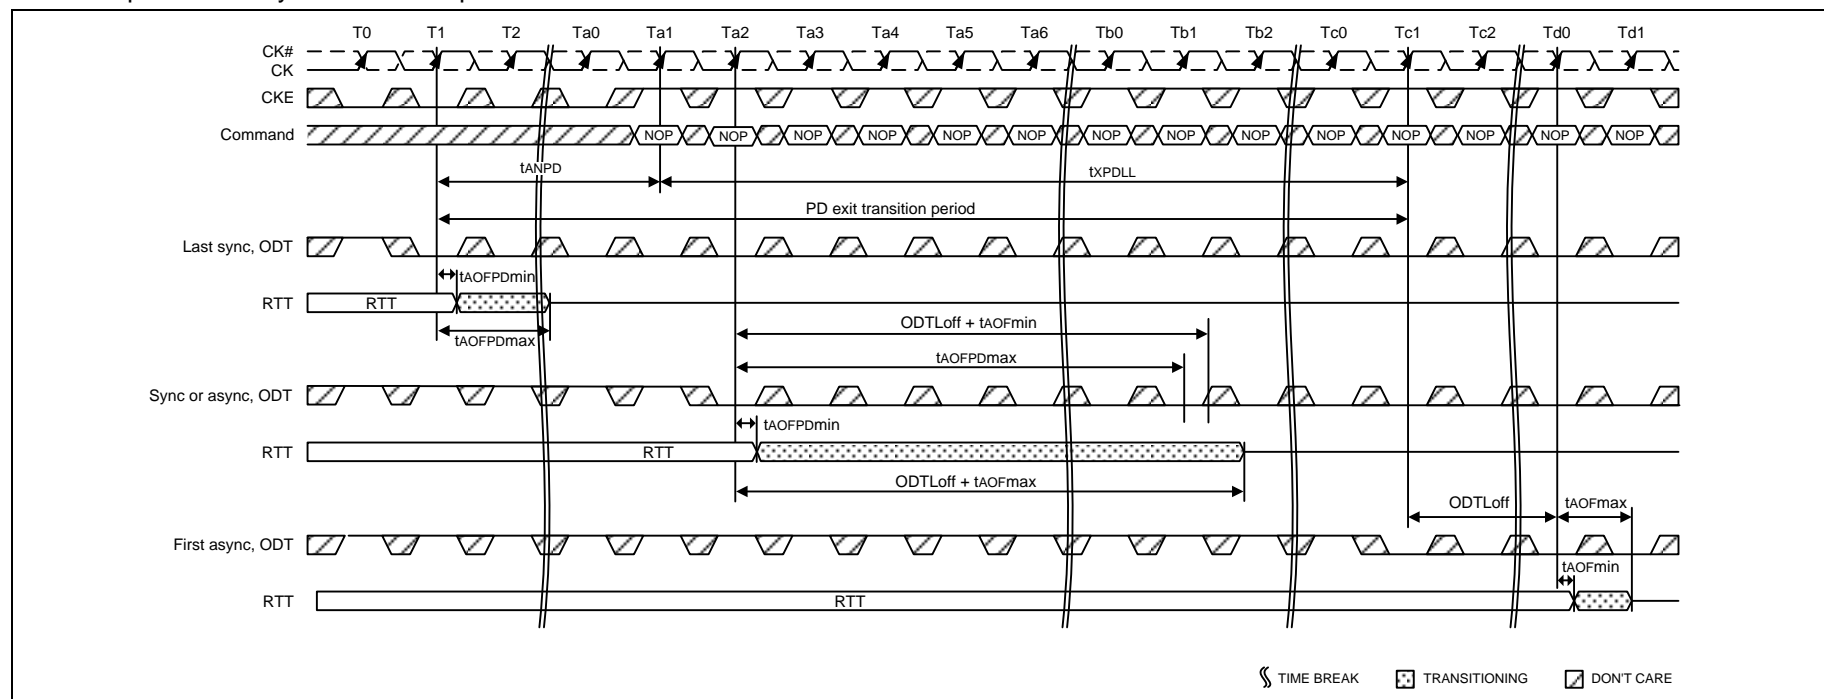 T0 T1 T2 Ta0 Ta1 Ta2 Ta3 Ta4 Ta5 Ta6 Tb0 Tb1 Tb2 Tc0 Tc1 Tc2 Td0 Td1
CK#
CK
CKE
Command NOP NOP NOP NOP NOP NOP NOP NOP NOP NOP NOP NOP NOP NOP
tANPD tXPDLL
PD exit transition period
Last sync, ODT
tAOFPDmin
RTT RTT
tAOFPDmax
ODTLoff + tAOFmin
tAOFPDmax
Sync or async, ODT
tAOFPDmin
RTT RTT
ODTLoff + tAOFmax
ODTLoff tAOFmax
First async, ODT
tAOFmin
RTT RTT
TIME BREAK TRANSITIONING DON'T CARE